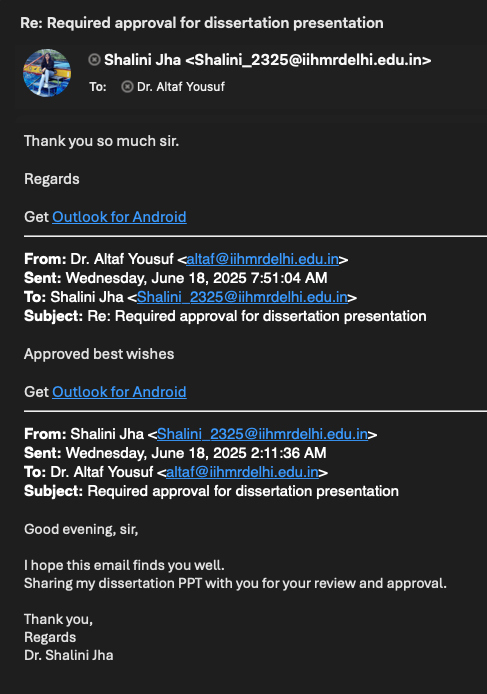 Re: Required approval for dissertation presentation
Shalini Jha <Shalini_2325@iihmrdelhi.edu.in>
To: Dr. Altaf Yousuf
Thank you so much sir.
Regards
Get Outlook for Android
From: Dr. Altaf Yousuf <altaf@iihmrdelhi.edu.in>
Sent: Wednesday, June 18, 2025 7:51:04 AM
To: Shalini Jha <Shalini_2325@iihmrdelhi.edu.in>
Subject: Re: Required approval for dissertation presentation
Approved best wishes
Get Outlook for Android
From: Shalini Jha <Shalini_2325@iihmrdelhi.edu.in>
Sent: Wednesday, June 18, 2025 2:11:36 AM
To: Dr. Altaf Yousuf <altaf@iihmrdelhi.edu.in>
Subject: Required approval for dissertation presentation
Good evening, sir,
I hope this email finds you well.
Sharing my dissertation PPT with you for your review and approval.
Thank you,
Regards
Dr. Shalini Jha